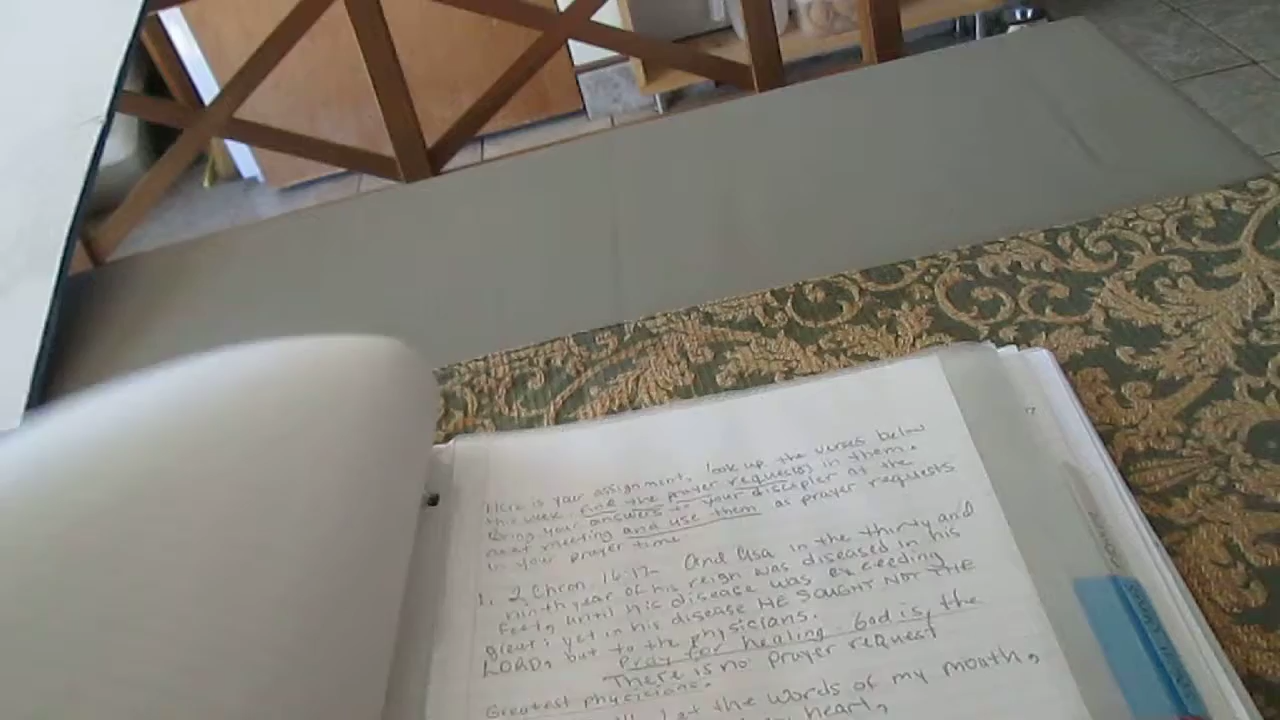 Here is your assignment, look up the verses below
this week. Find the prayer request(s) in them.
Bring your answers to your discipler at the
next meeting and use them as prayer requests
in your prayer time.
1. 2 Chron. 16:12- And Asa in the thirty and
ninth year of his reign was diseased in his
feet, until his disease was exceeding
great: yet in his disease HE SOUGHT NOT THE
LORD, but to the physicians.
Pray for healing. God is, the
Greatest physicians. There is no prayer request
Let the words of my mouth,
heart,